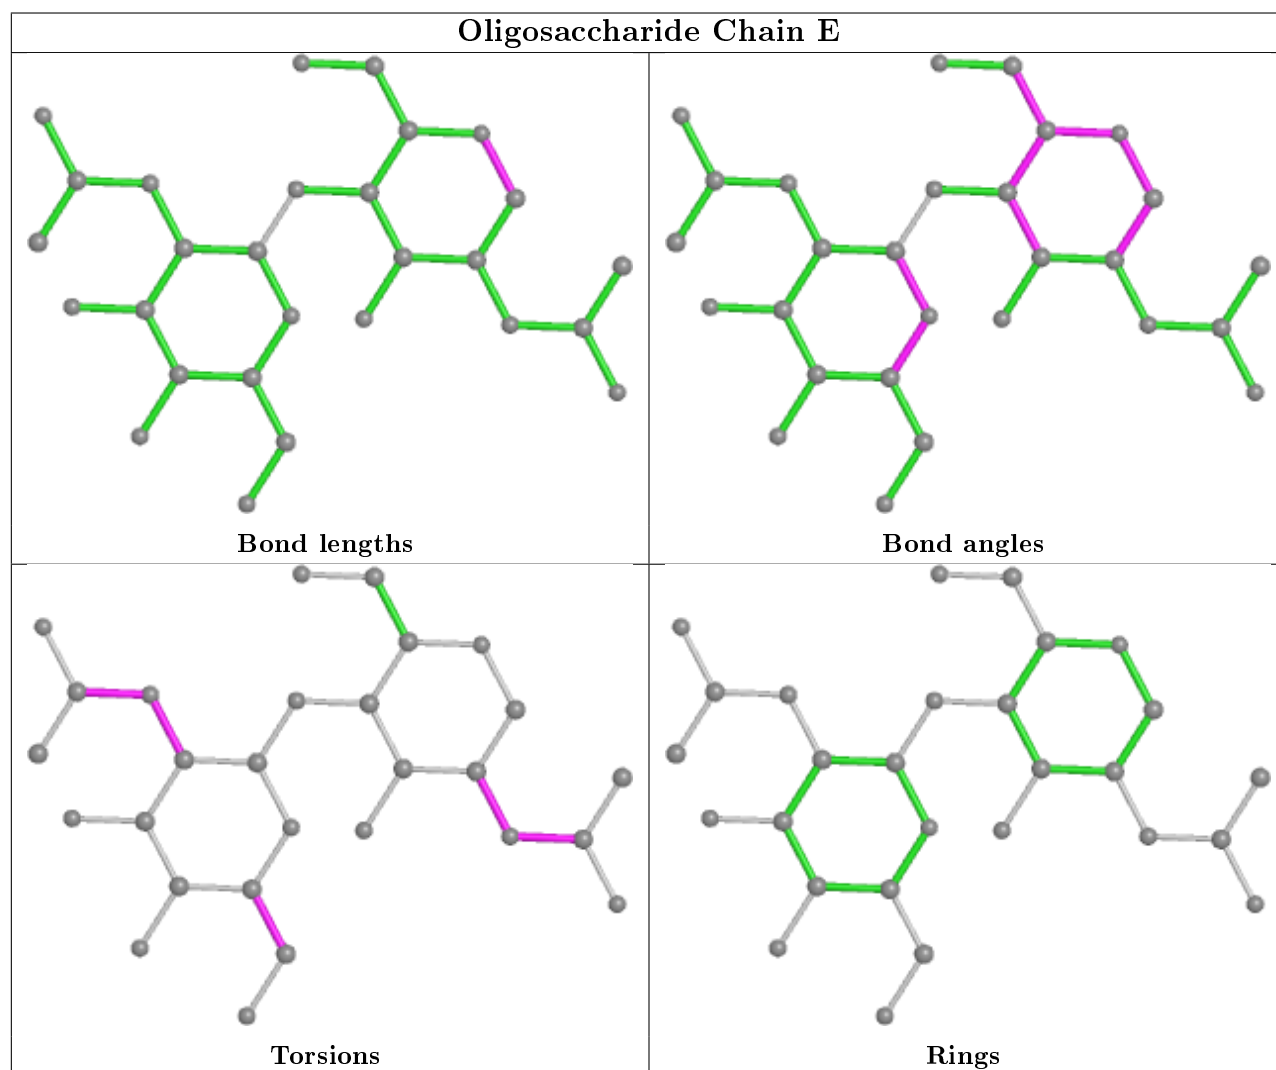 Oligosaccharide Chain E
Bond lengths
Bond angles
Torsions
Rings